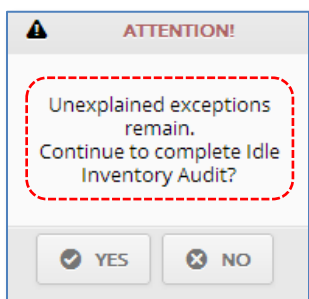 ATTENTION!
Unexplained exceptions
remain.
Continue to complete Idle
Inventory Audit?
YES
NO